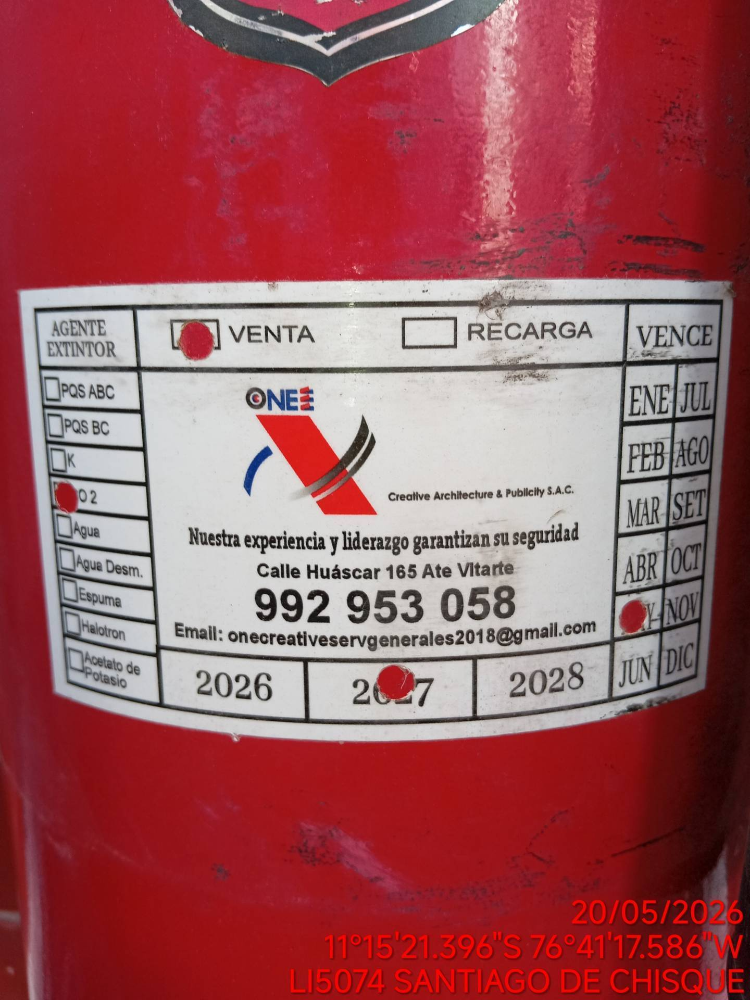 AGENTE EXTINTOR
VENTA
RECARGA
VENCE
PQS ABC
PQS BC
K
O 2
Agua
Agua Desm.
Espuma
Halotron
Acetato de Potasio
ONE
Creative Architecture & Publicity S.A.C.
Nuestra experiencia y liderazgo garantizan su seguridad
Calle Huáscar 165 Ate Vitarte
992 953 058
Email: onecreativeservgenerales2018@gmail.com
2026
2027
2028
ENE JUL
FEB AGO
MAR SET
ABR OCT
NOV
JUN DIC
20/05/2026
11°15'21.396"S 76°41'17.586"W
LI5074 SANTIAGO DE CHISQUE